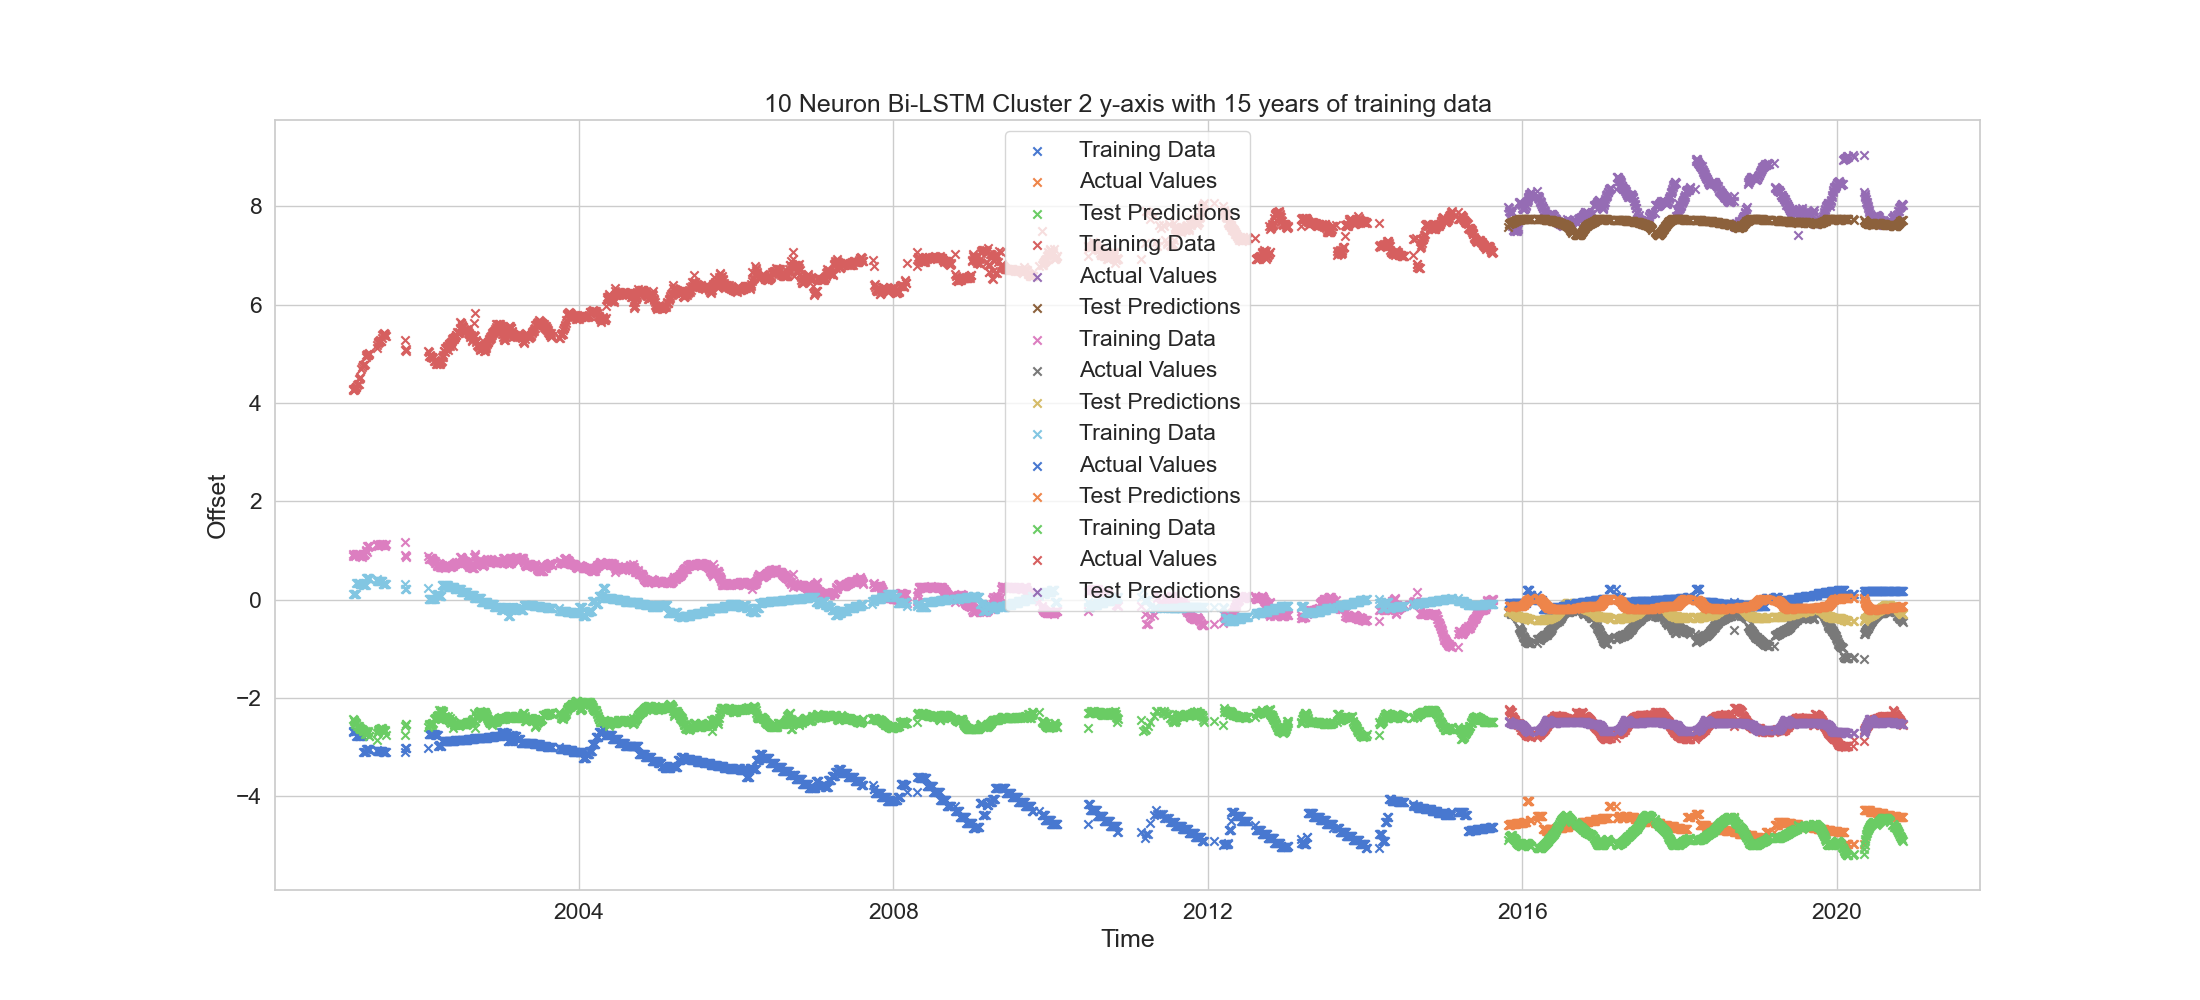 10 Neuron Bi-LSTM Cluster 2 y-axis with 15 years of training data
Training Data
Actual Values
Test Predictions
Training Data
Actual Values
Test Predictions
Training Data
Actual Values
Test Predictions
Training Data
Actual Values
Test Predictions
Training Data
Actual Values
Test Predictions
Offset
8
6
4
2
0
−2
−4
2004 2008 2012 2016 2020
Time